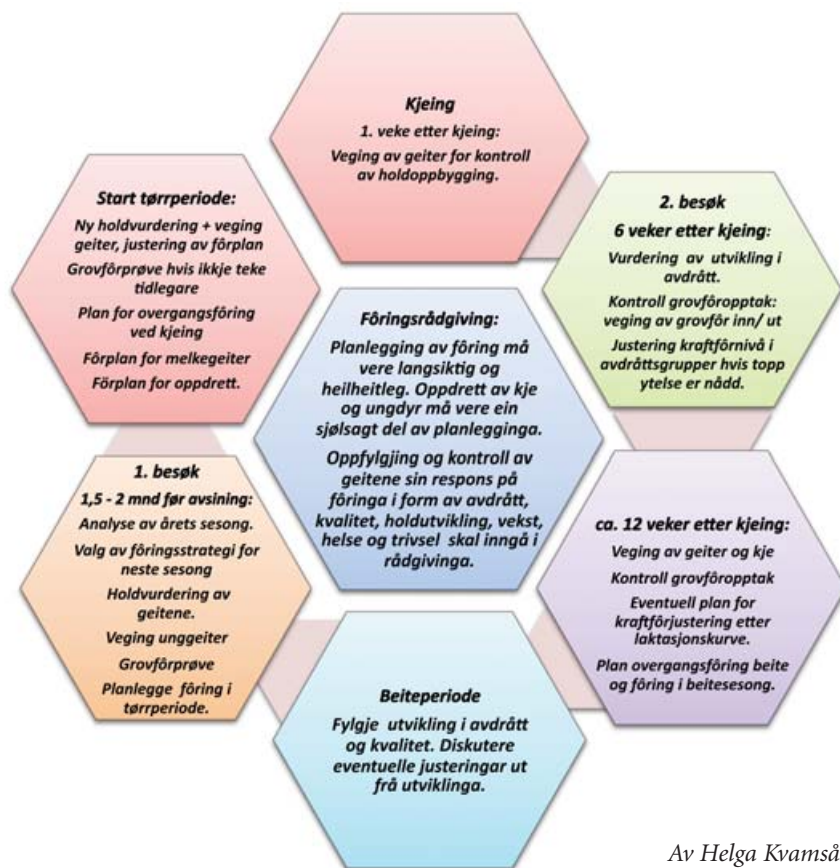 Kjeing
1. veke etter kjeing:
Veging av geiter for kontroll
av holdoppbygging.
2. besøk
6 veker etter kjeing:
Vurdering av utvikling i
avdrått.
Kontroll grovfôropptak:
veging av grovfôr inn/ ut
Justering kraftfôrnivå i
avdråttsgrupper hvis topp
ytelse er nådd.
ca. 12 veker etter kjeing:
Veging av geiter og kje
Kontroll grovfôropptak
Eventuell plan for
kraftfôrjustering etter
laktasjonskurve.
Plan overgangsfôring beite
og fôring i beitesesong.
Beiteperiode
Fylgje utvikling i avdrått
og kvalitet. Diskutere
eventuelle justeringar ut
frå utviklinga.
1. besøk
1,5 - 2 mnd før avsining:
Analyse av årets sesong.
Valg av fôringsstrategi for
neste sesong
Holdvurdering av
geitene.
Veging unggeiter
Grovfôrprøve
Planlegge fôring i
tørrperiode.
Start tørrperiode:
Ny holdvurdering + veging
geiter, justering av fôrplan
Grovfôrprøve hvis ikkje teke
tidlegare
Plan for overgangsfôring
ved kjeing
Fôrplan for melkegeiter
Förplan for oppdrett.
Fôringsrådgiving:
Planlegging av fôring må
vere langsiktig og
heilheitleg. Oppdrett av kje
og ungdyr må vere ein
sjølsagt del av planlegginga.
Oppfylgjing og kontroll av
geitene sin respons på
fôringa i form av avdrått,
kvalitet, holdutvikling, vekst,
helse og trivsel skal inngå i
rådgivinga.
Av Helga Kvamså